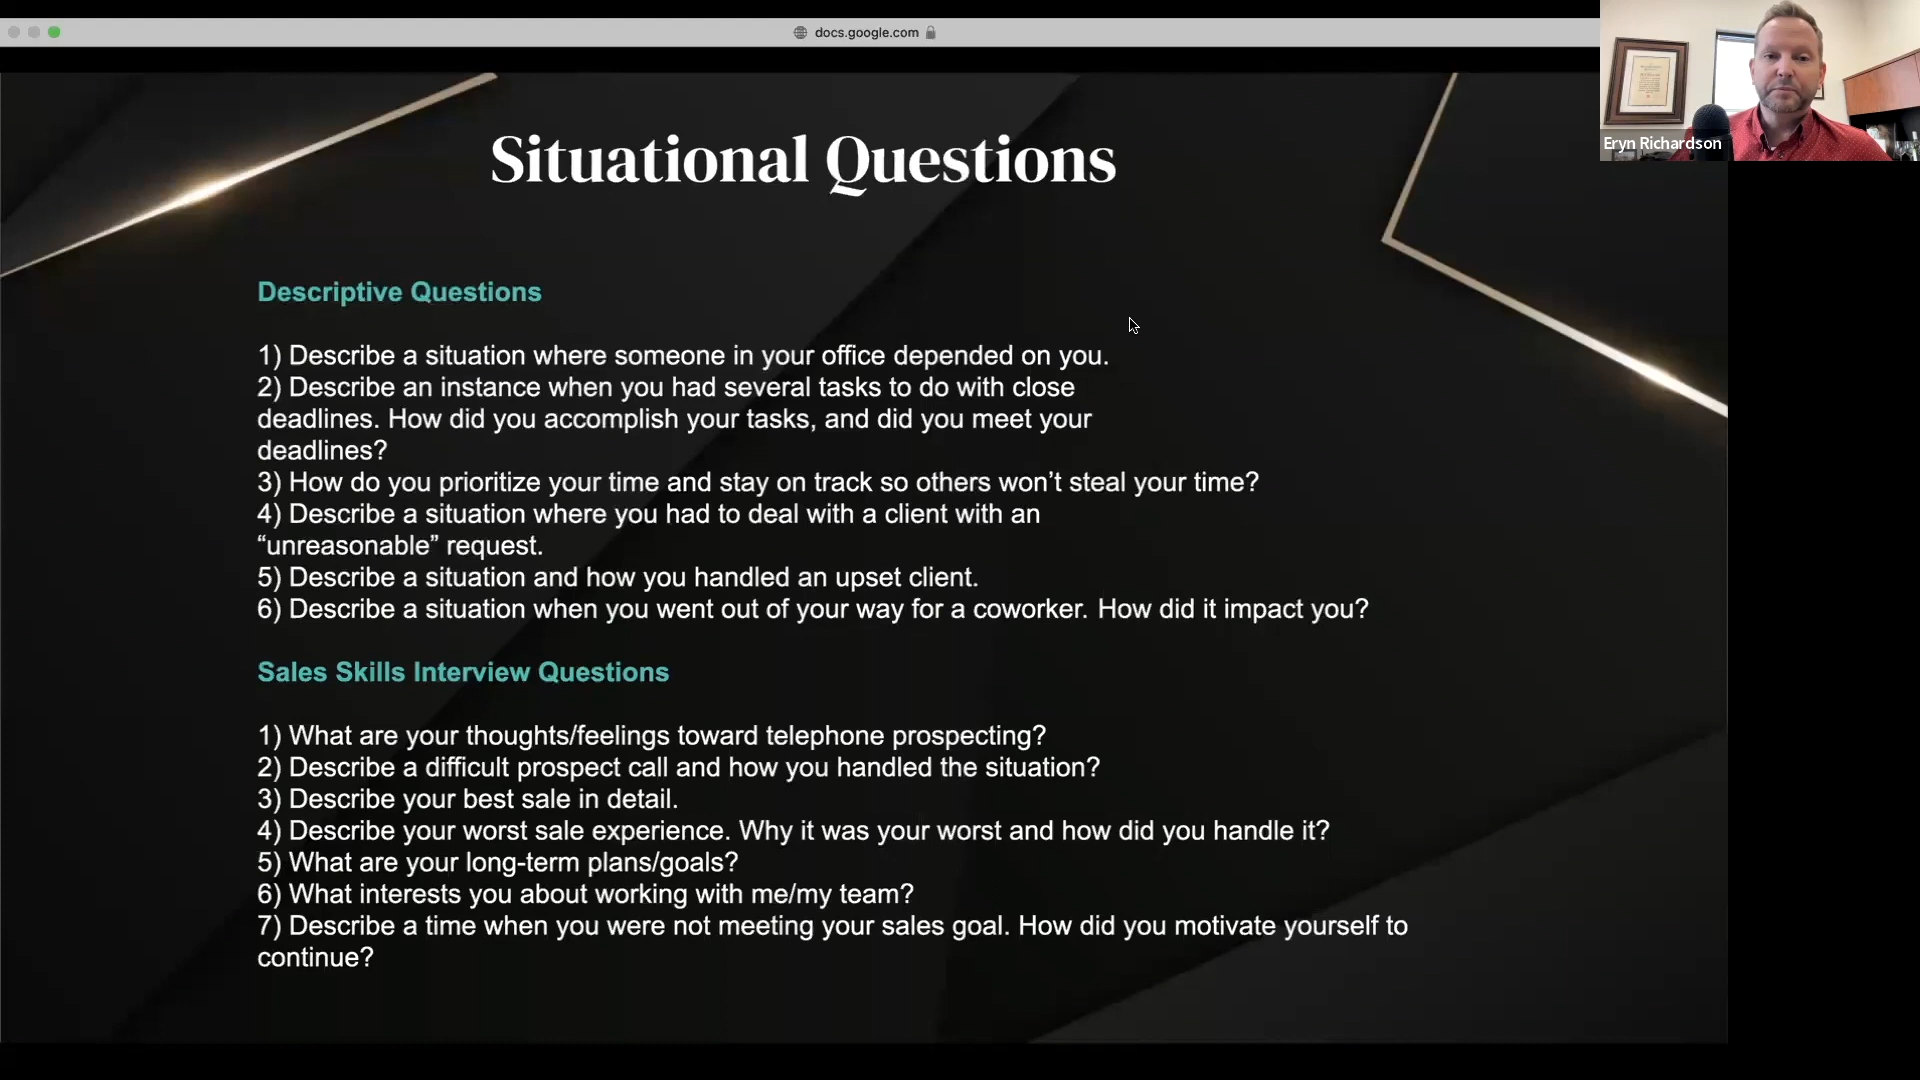 docs.google.com
Eryn Richardson
Situational Questions
Descriptive Questions
1) Describe a situation where someone in your office depended on you.
2) Describe an instance when you had several tasks to do with close
deadlines. How did you accomplish your tasks, and did you meet your
deadlines?
3) How do you prioritize your time and stay on track so others won’t steal your time?
4) Describe a situation where you had to deal with a client with an
“unreasonable” request.
5) Describe a situation and how you handled an upset client.
6) Describe a situation when you went out of your way for a coworker. How did it impact you?
Sales Skills Interview Questions
1) What are your thoughts/feelings toward telephone prospecting?
2) Describe a difficult prospect call and how you handled the situation?
3) Describe your best sale in detail.
4) Describe your worst sale experience. Why it was your worst and how did you handle it?
5) What are your long-term plans/goals?
6) What interests you about working with me/my team?
7) Describe a time when you were not meeting your sales goal. How did you motivate yourself to
continue?